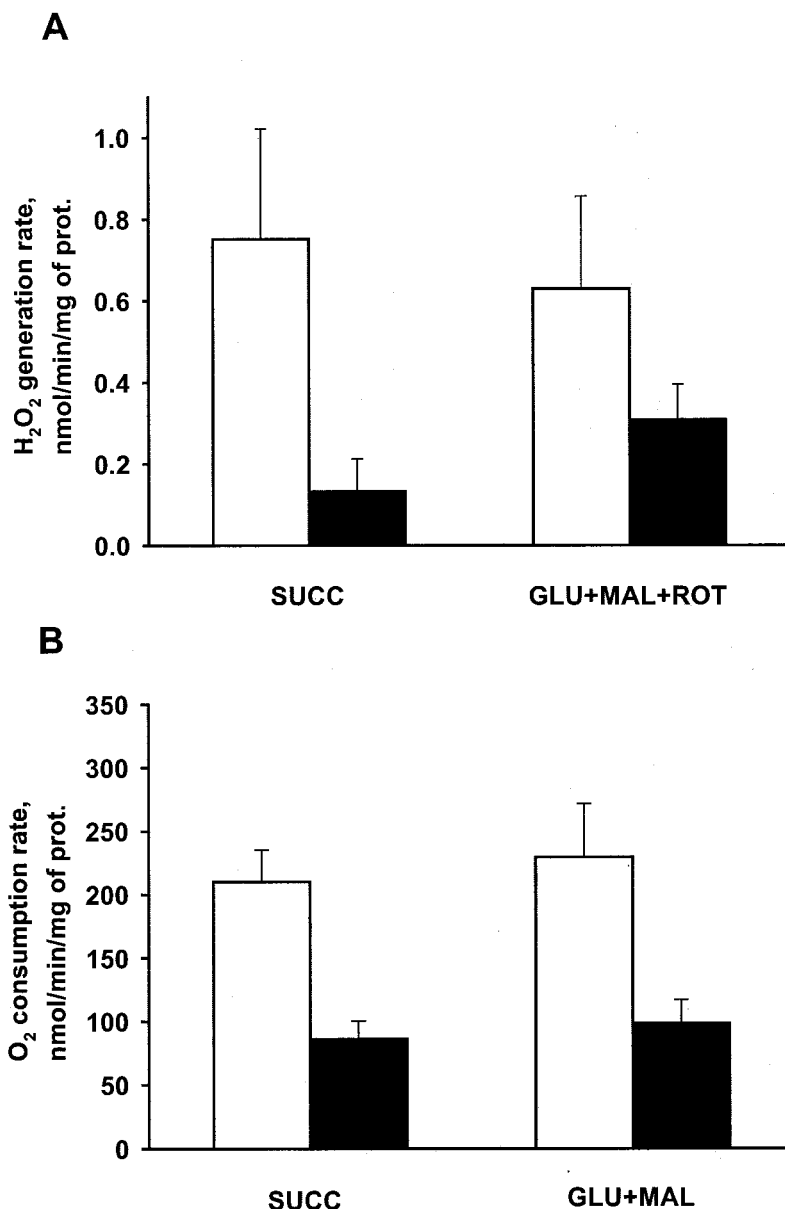 A
H₂O₂ generation rate,
nmol/min/mg of prot.
1.0
0.8
0.6
0.4
0.2
0.0
SUCC
GLU+MAL+ROT
B
O₂ consumption rate,
nmol/min/mg of prot.
350
300
250
200
150
100
50
0
SUCC
GLU+MAL